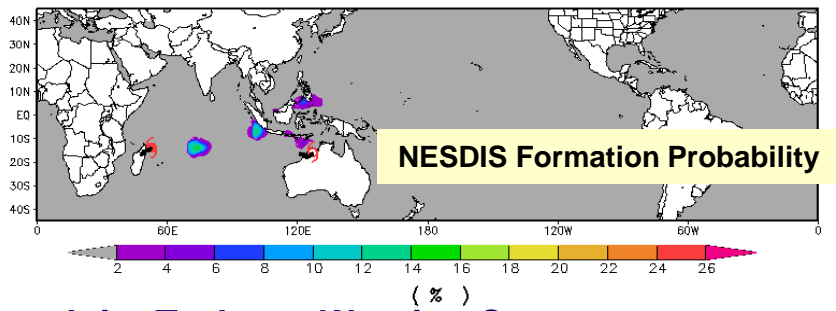 40N
30N
20N
10N
EQ
10S
20S
30S
40S
NESDIS Formation Probability
0 60E 120E 180 120W 60W 0
2 4 6 8 10 12 14 16 18 20 22 24 26
( % )